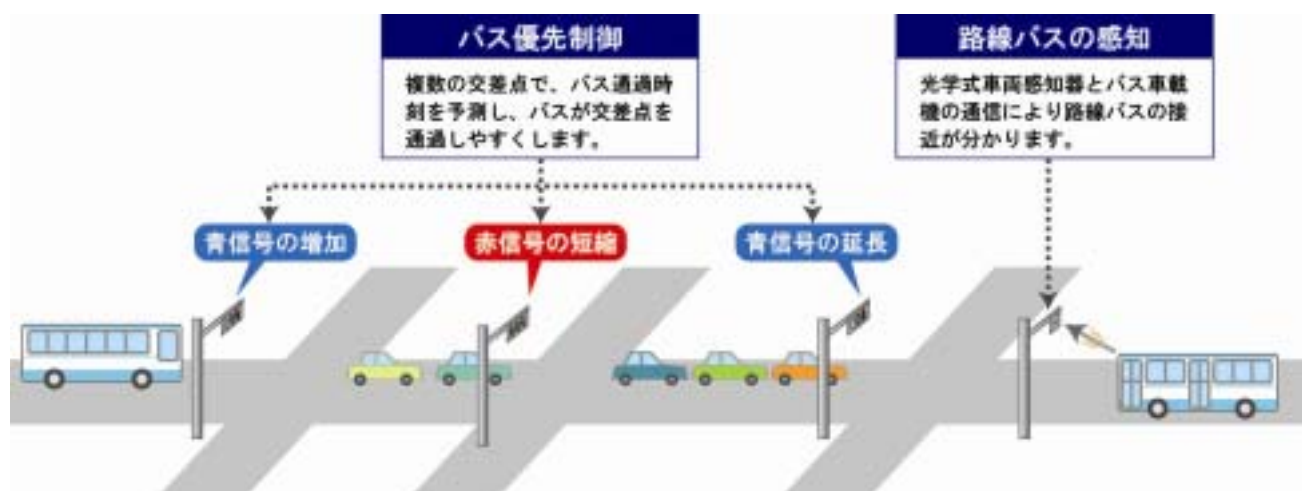 バス優先制御
複数の交差点で、バス通過時
刻を予測し、バスが交差点を
通過しやすくします。
路線バスの感知
光学式車両感知器とバス車載
機の通信により路線バスの接
近が分かります。
青信号の増加
赤信号の短縮
青信号の延長